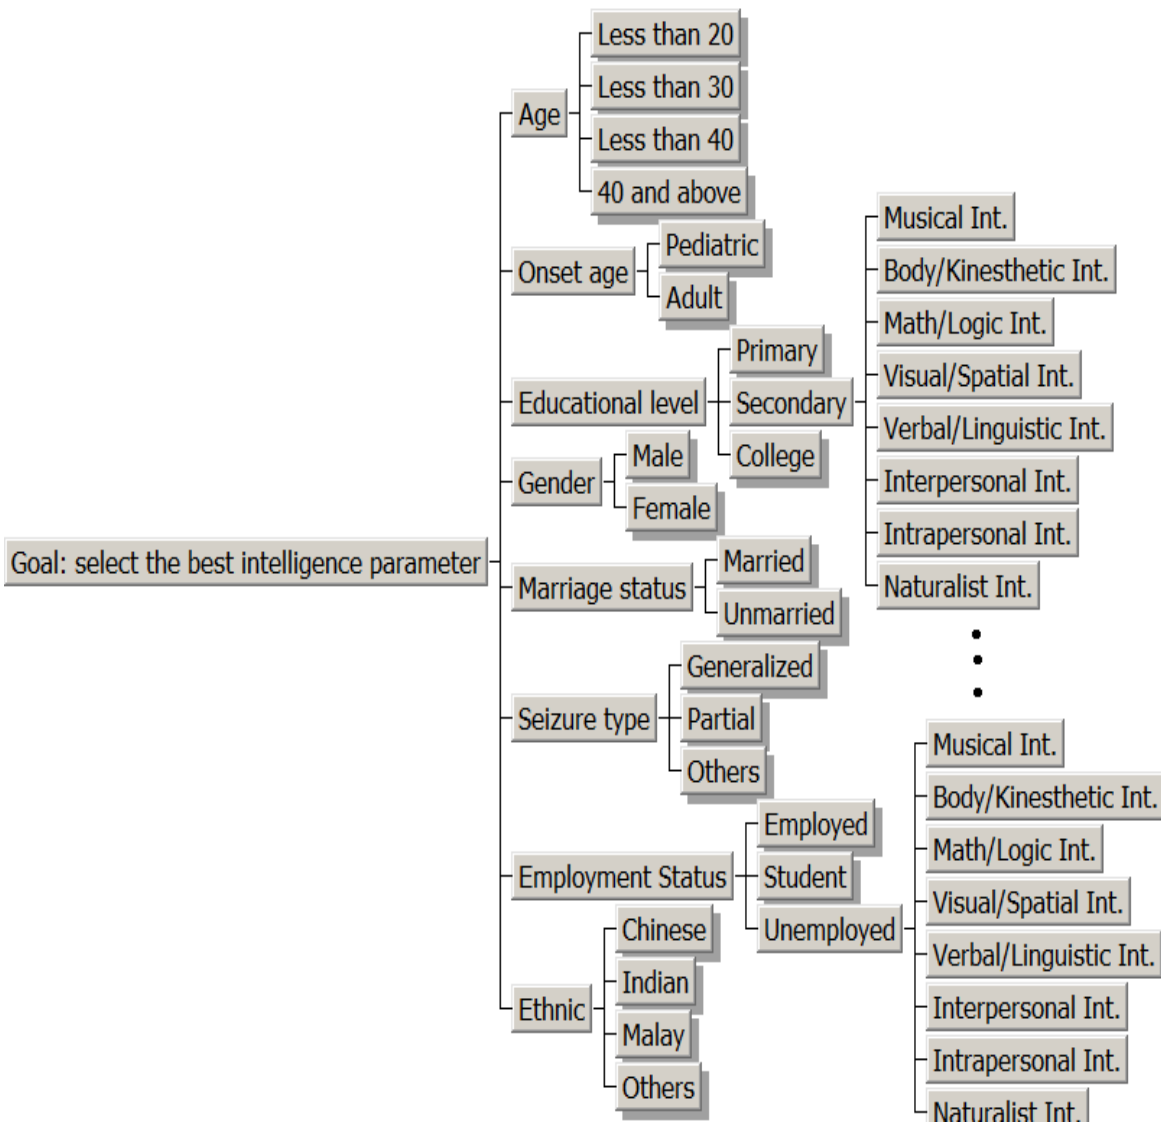 Goal: select the best intelligence parameter
Age
Less than 20
Less than 30
Less than 40
40 and above
Onset age
Pediatric
Adult
Educational level
Primary
Secondary
College
Musical Int.
Body/Kinesthetic Int.
Math/Logic Int.
Visual/Spatial Int.
Verbal/Linguistic Int.
Interpersonal Int.
Intrapersonal Int.
Naturalist Int.
Gender
Male
Female
Marriage status
Married
Unmarried
Seizure type
Generalized
Partial
Others
Employment Status
Employed
Student
Unemployed
Musical Int.
Body/Kinesthetic Int.
Math/Logic Int.
Visual/Spatial Int.
Verbal/Linguistic Int.
Interpersonal Int.
Intrapersonal Int.
Naturalist Int.
Ethnic
Chinese
Indian
Malay
Others